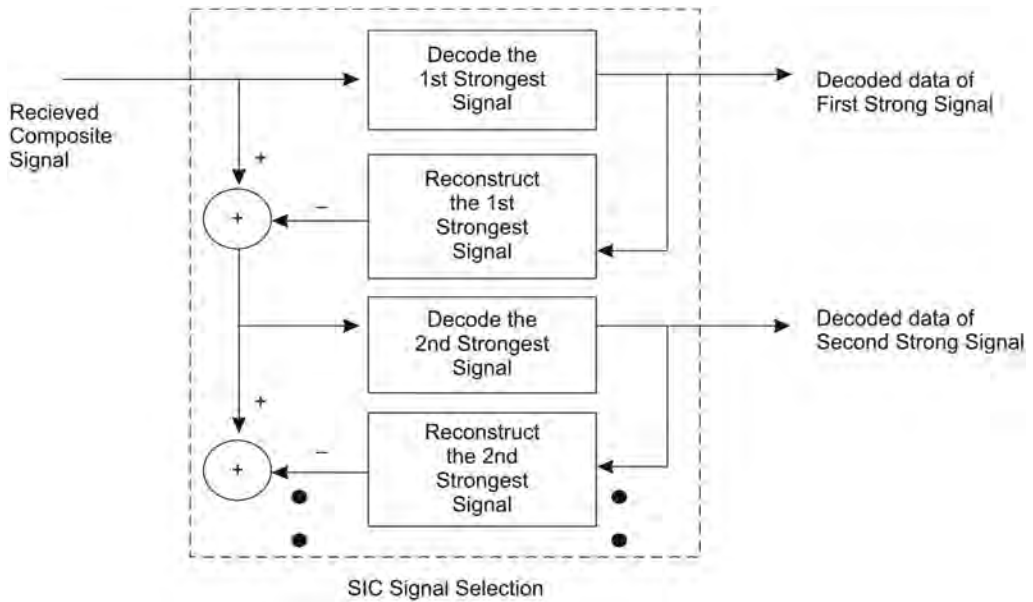 Decode the
1st Strongest
Signal
Decoded data of
First Strong Signal
Recieved
Composite
Signal
+
Reconstruct
the 1st
Strongest
Signal
+
−
Decode the
2nd Strongest
Signal
Decoded data of
Second Strong Signal
+
Reconstruct
the 2nd
Strongest
Signal
+
−
SIC Signal Selection